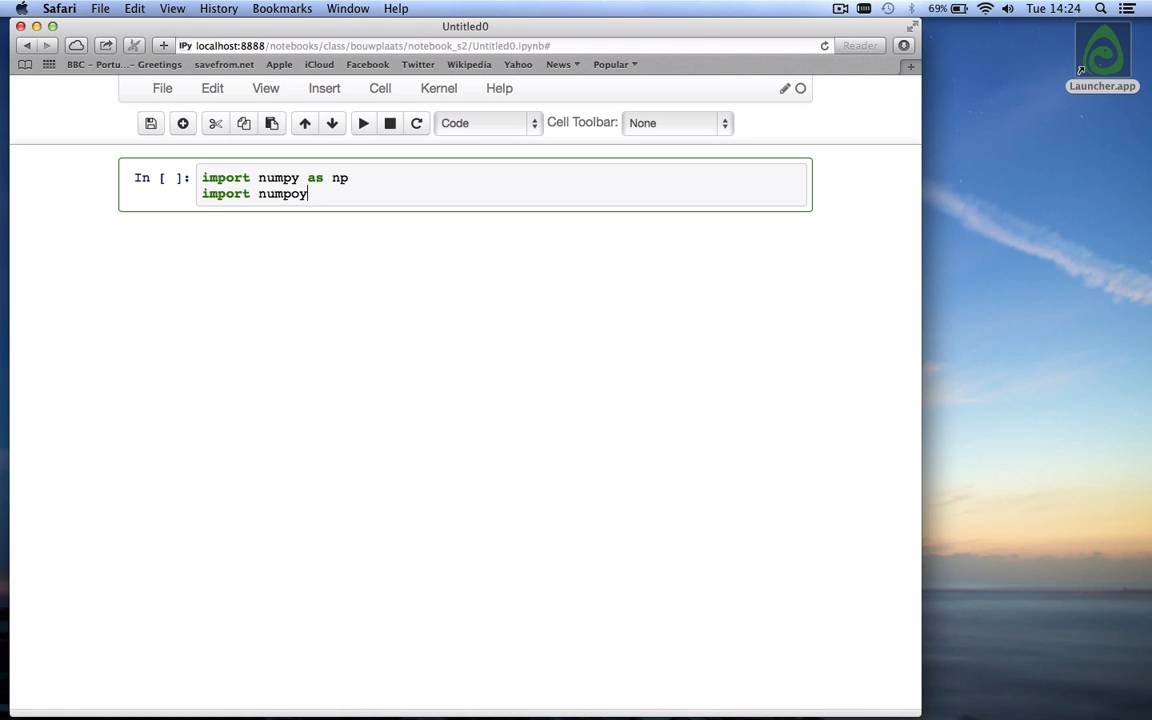 Safari File Edit View History Bookmarks Window Help 69% Tue 14:24
Untitled0
IPy localhost:8888/notebooks/class/bouwplaats/notebook_s2/Untitled0.ipynb# Reader
BBC – Portu...– Greetings savefrom.net Apple iCloud Facebook Twitter Wikipedia Yahoo News Popular
Launcher.app
File Edit View Insert Cell Kernel Help
Code Cell Toolbar: None
In [ ]: import numpy as np
import numpoy